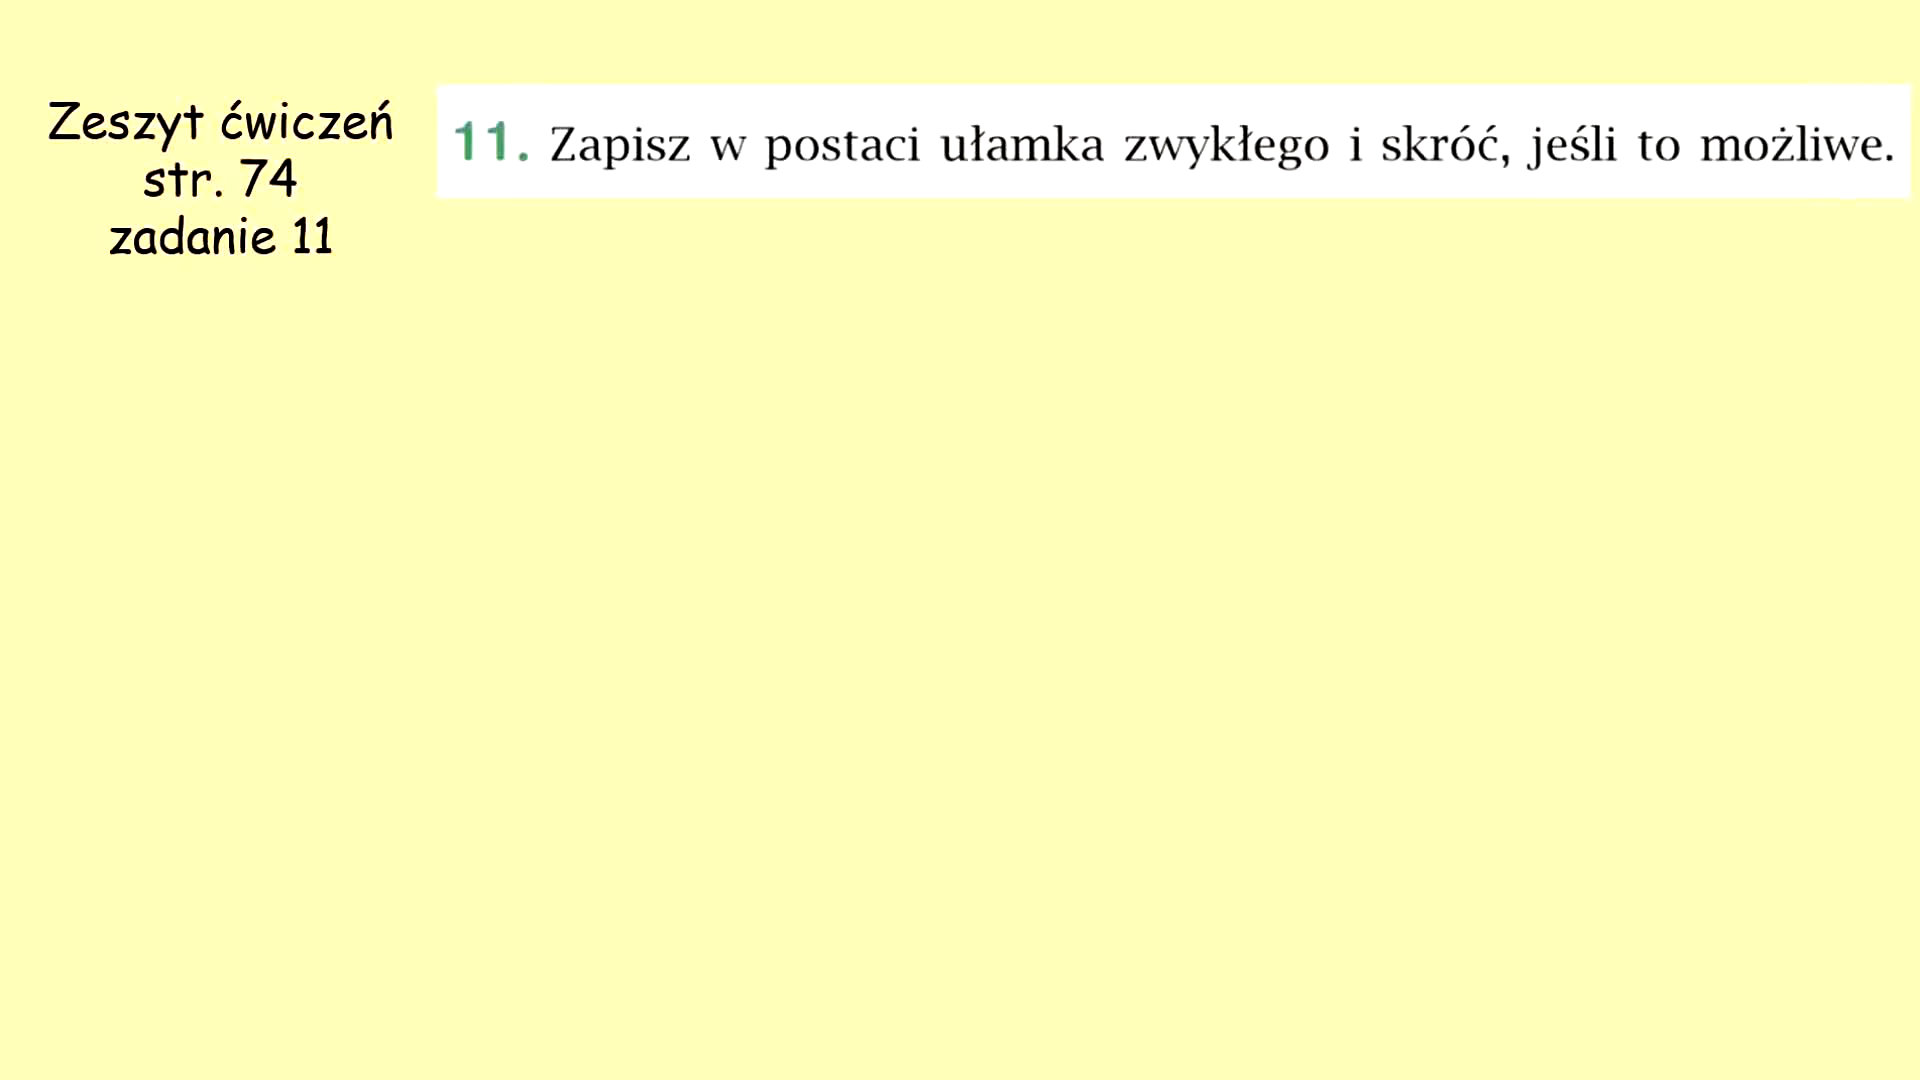 Zeszyt ćwiczeń
str. 74
zadanie 11
11. Zapisz w postaci ułamka zwykłego i skróć, jeśli to możliwe.